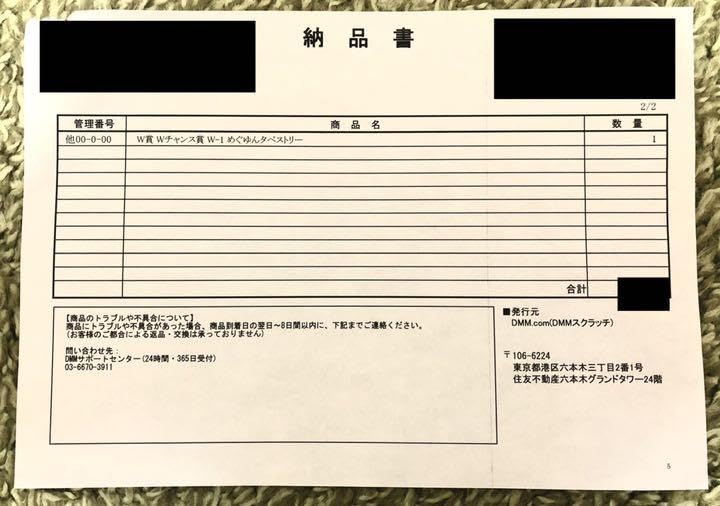 納 品 書
2/2
管理番号 商 品 名 数 量
他00-0-00 W賞 Wチャンス賞 W-1 めぐゆんタペストリー 1
合計
【商品のトラブルや不具合について】
商品にトラブルや不具合があった場合、商品到着日の翌日～8日間以内に、下記までご連絡ください。
(お客様のご都合による返品・交換は承っておりません)
問い合わせ先：
DMMサポートセンター(24時間・365日受付)
03-6670-3911
■発行元
DMM.com(DMMスクラッチ)
〒106-6224
東京都港区六本木三丁目2番1号
住友不動産六本木グランドタワー24階
5